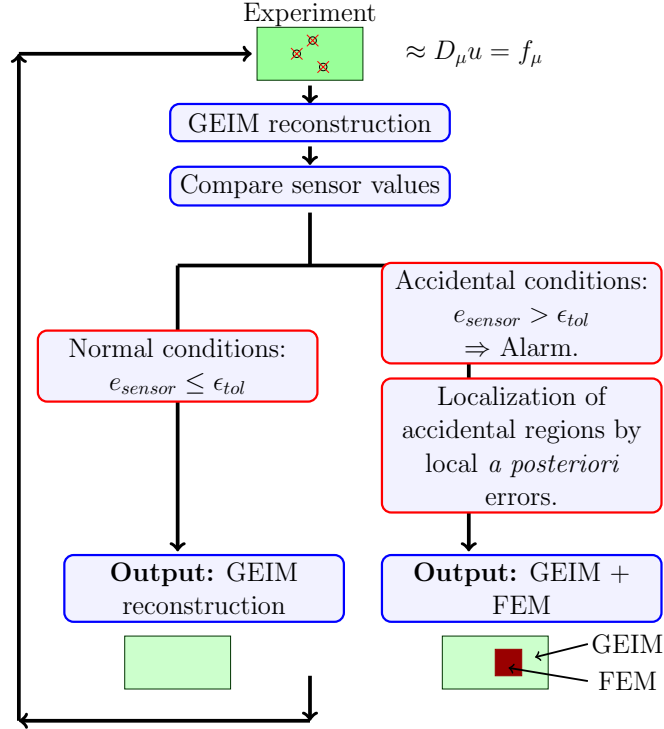 Experiment
≈ D_μ u = f_μ
GEIM reconstruction
Compare sensor values
Accidental conditions:
e_sensor > ϵ_tol
⇒ Alarm.
Normal conditions:
e_sensor ≤ ϵ_tol
Localization of
accidental regions by
local a posteriori
errors.
Output: GEIM
reconstruction
Output: GEIM +
FEM
GEIM
FEM